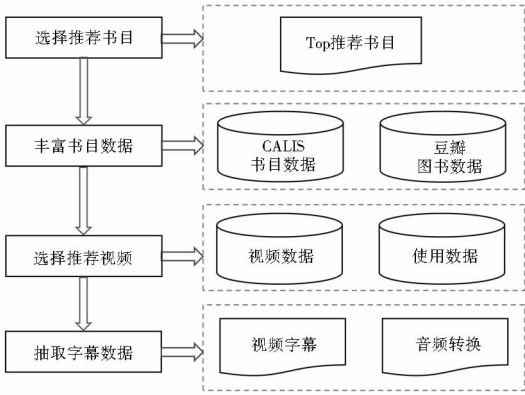 选择推荐书目
Top推荐书目
丰富书目数据
CALIS
书目数据
豆瓣
图书数据
选择推荐视频
视频数据
使用数据
抽取字幕数据
视频字幕
音频转换